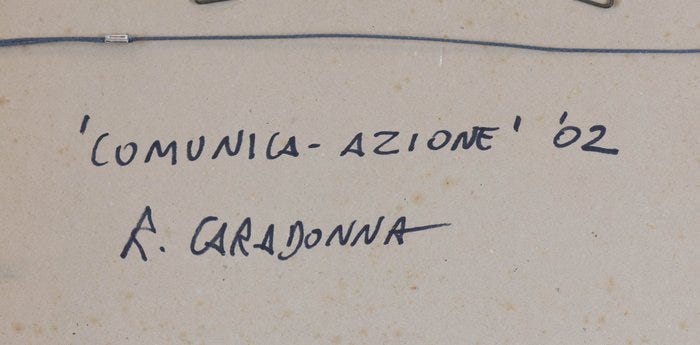 'COMUNICA-AZIONE' '02
R. CARADONNA